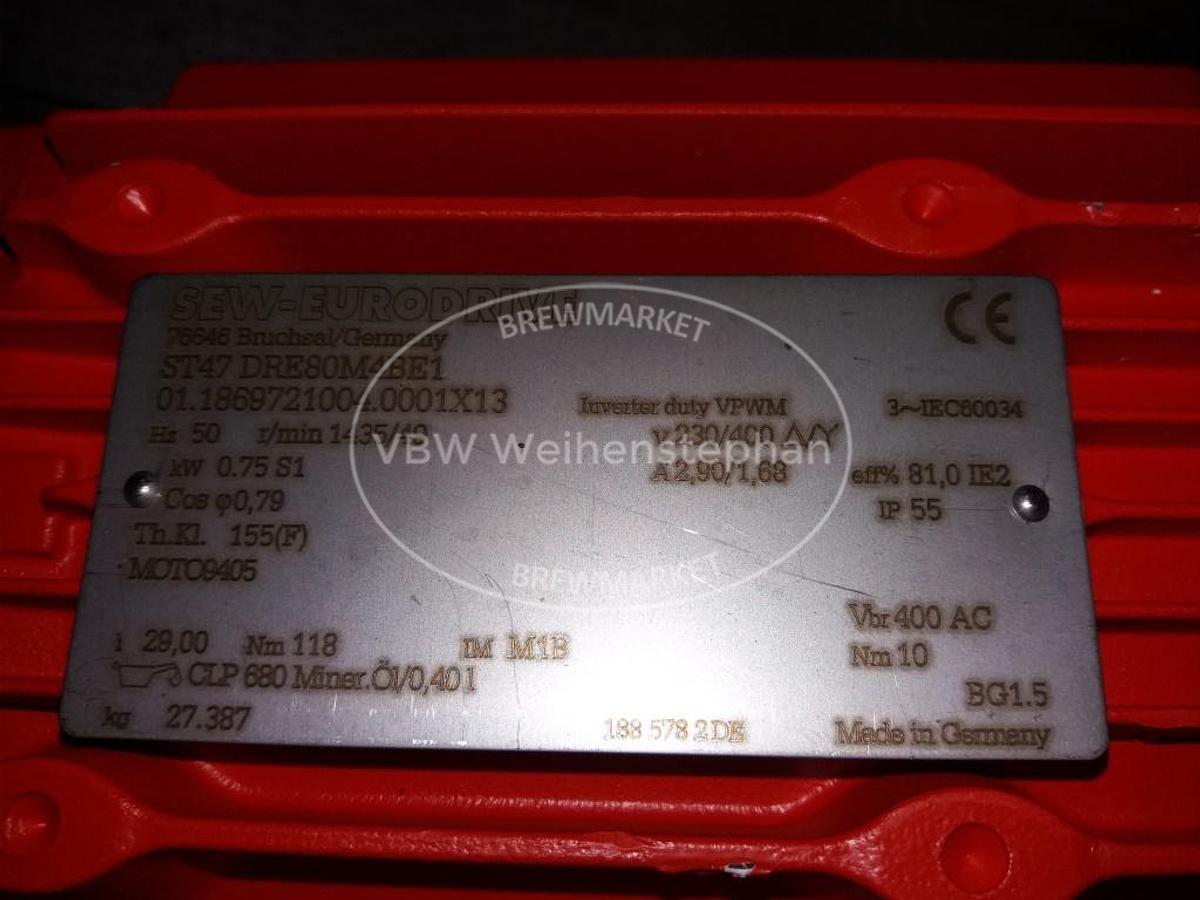 SEW-EURODRIVE
76646 Bruchsal/Germany
ST47 DRE80M4BE1
01.1869721004.0001X13
Inverter duty VPWM
3~IEC60034
Hz 50 r/min 1435/49
V 230/400 △/Y
kW 0.75 S1
A 2,90/1,68
eff% 81,0 IE2
Cos φ0,79
IP 55
Th.Kl. 155(F)
MOTO9405
Vbr 400 AC
i 29,00 Nm 118 IM M1B
Nm 10
CLP 680 Miner.Öl/0,40 l
BG1.5
kg 27.387
188 578 2 DE
Made in Germany
CE
BREWMARKET
VBW Weihenstephan
BREWMARKET